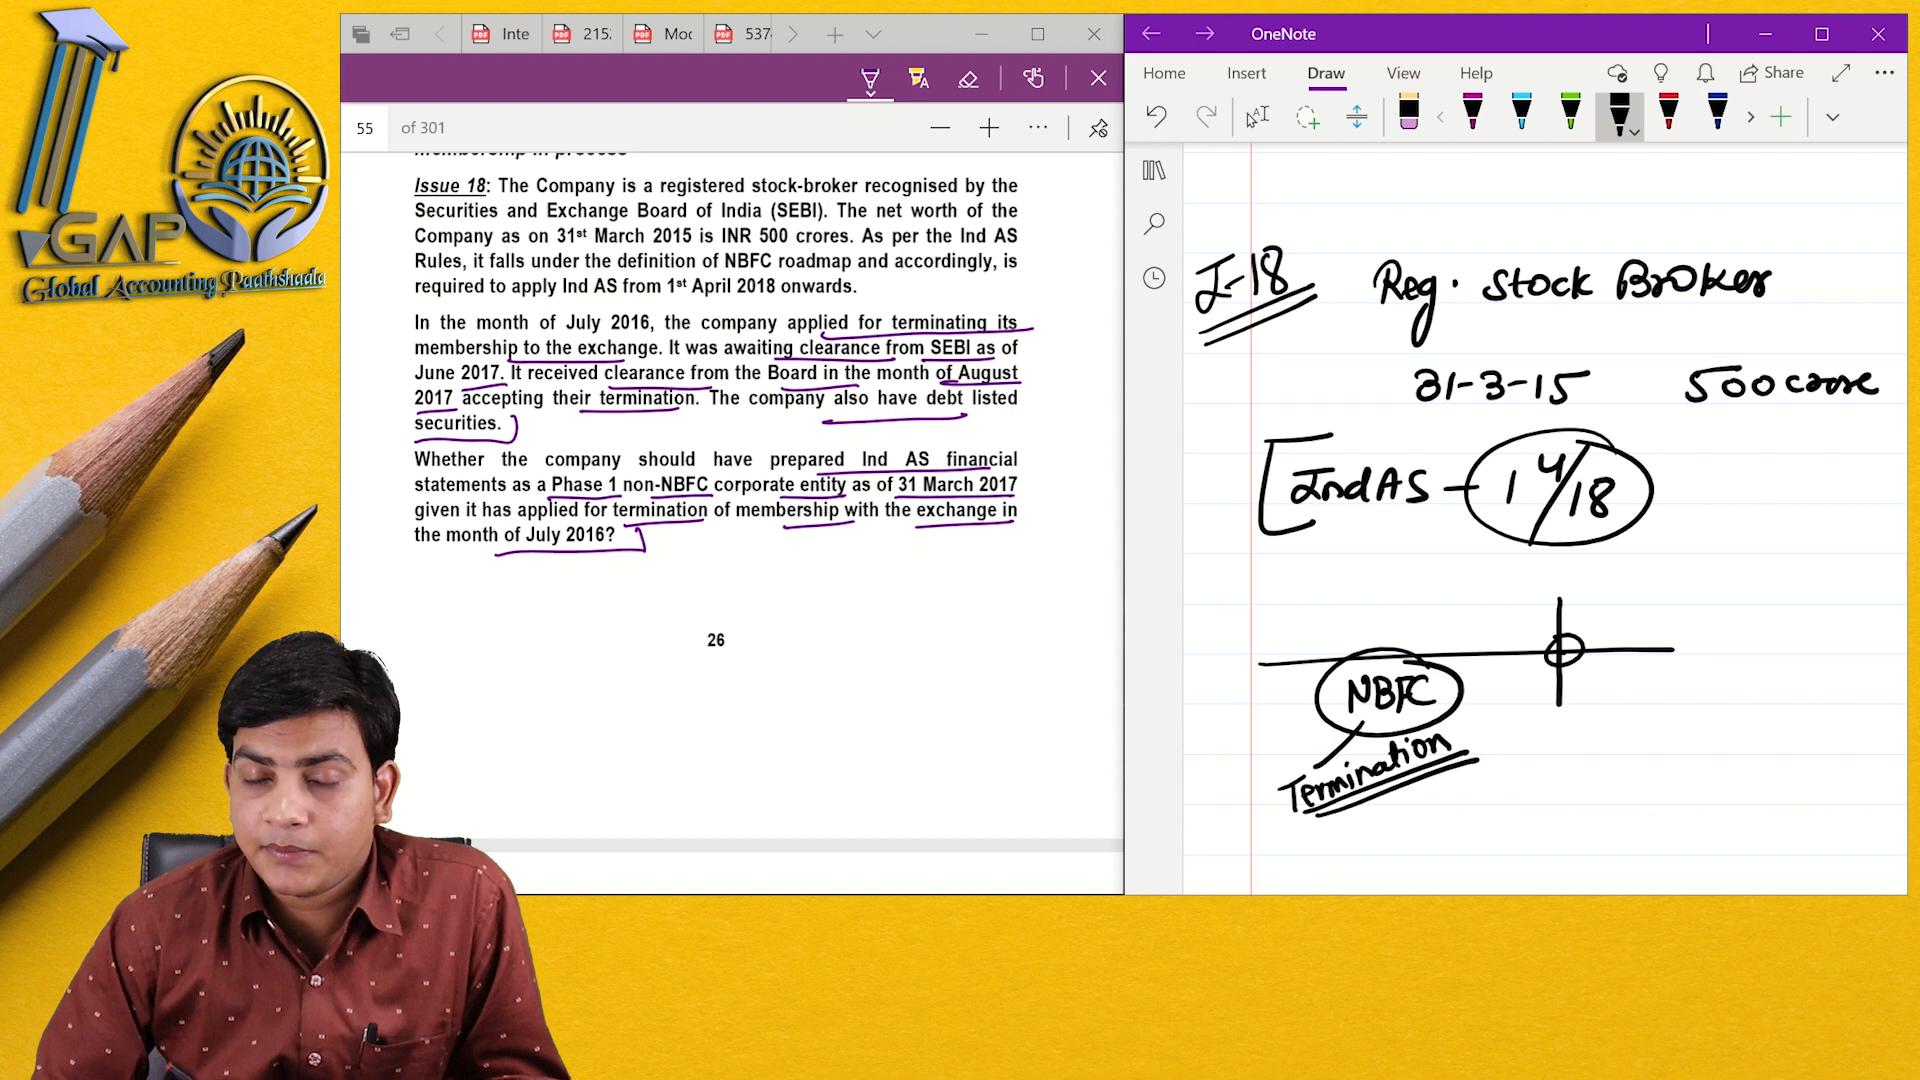 GAP
Global Accounting Paathshala
Inte
215
Moc
537
55 of 301
Issue 18: The Company is a registered stock-broker recognised by the
Securities and Exchange Board of India (SEBI). The net worth of the
Company as on 31st March 2015 is INR 500 crores. As per the Ind AS
Rules, it falls under the definition of NBFC roadmap and accordingly, is
required to apply Ind AS from 1st April 2018 onwards.
In the month of July 2016, the company applied for terminating its
membership to the exchange. It was awaiting clearance from SEBI as of
June 2017. It received clearance from the Board in the month of August
2017 accepting their termination. The company also have debt listed
securities.
Whether the company should have prepared Ind AS financial
statements as a Phase 1 non-NBFC corporate entity as of 31 March 2017
given it has applied for termination of membership with the exchange in
the month of July 2016?
26
OneNote
Home Insert Draw View Help Share
I-18 Reg. Stock Broker
31-3-15 500 crore
Ind AS - 1/4/18
NBFC
Termination